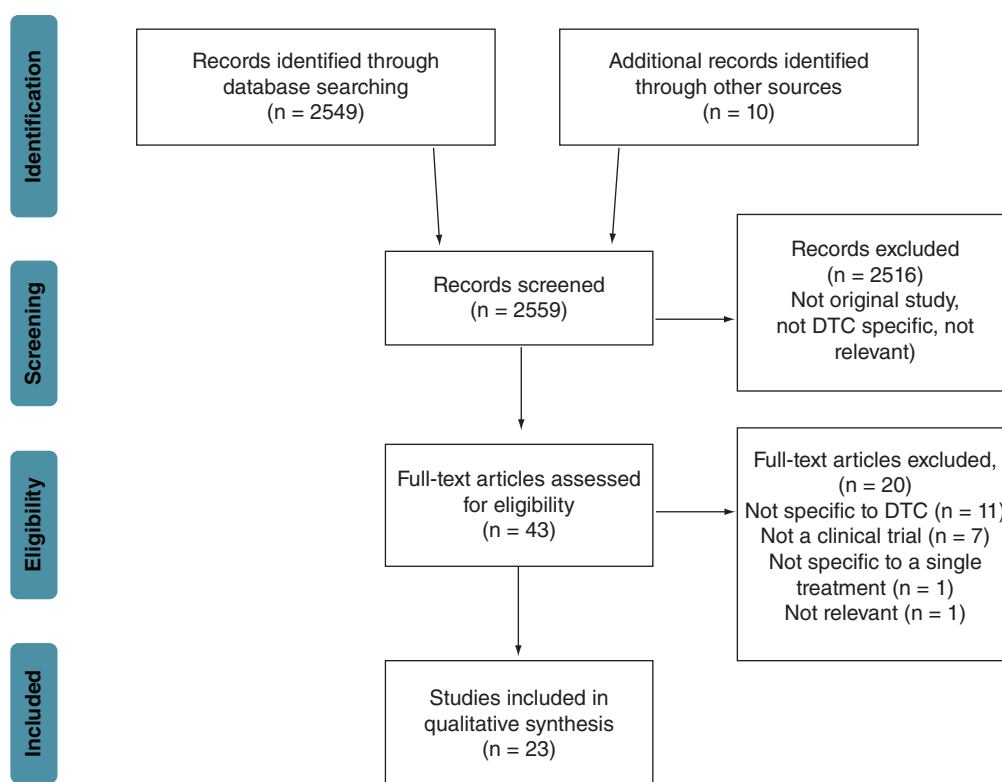 Identification
Records identified through
database searching
(n = 2549)
Additional records identified
through other sources
(n = 10)
Screening
Records screened
(n = 2559)
Records excluded
(n = 2516)
Not original study,
not DTC specific, not
relevant)
Eligibility
Full-text articles assessed
for eligibility
(n = 43)
Full-text articles excluded,
(n = 20)
Not specific to DTC (n = 11)
Not a clinical trial (n = 7)
Not specific to a single
treatment (n = 1)
Not relevant (n = 1)
Included
Studies included in
qualitative synthesis
(n = 23)